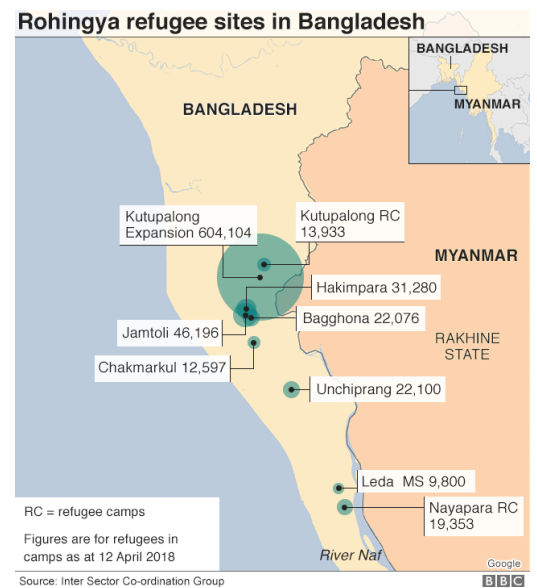 Rohingya refugee sites in Bangladesh
BANGLADESH
MYANMAR
BANGLADESH
Kutupalong
Expansion 604,104
Kutupalong RC
13,933
MYANMAR
Hakimpara 31,280
Bagghona 22,076
Jamtoli 46,196
RAKHINE
STATE
Chakmarkul 12,597
Unchiprang 22,100
Leda MS 9,800
Nayapara RC
19,353
RC = refugee camps
Figures are for refugees in
camps as at 12 April 2018
River Naf
Google
Source: Inter Sector Co-ordination Group
BBC